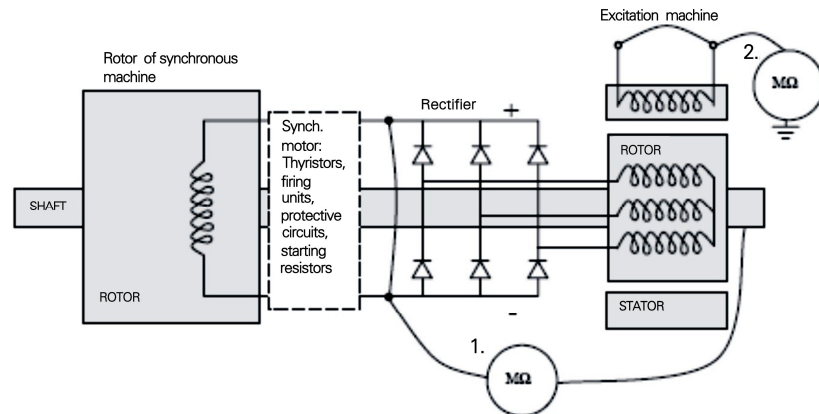 Excitation machine
2.
MΩ
Rotor of synchronous
machine
Rectifier
+
Synch.
motor:
Thyristors,
firing
units,
protective
circuits,
starting
resistors
ROTOR
SHAFT
ROTOR
STATOR
-
1.
MΩ